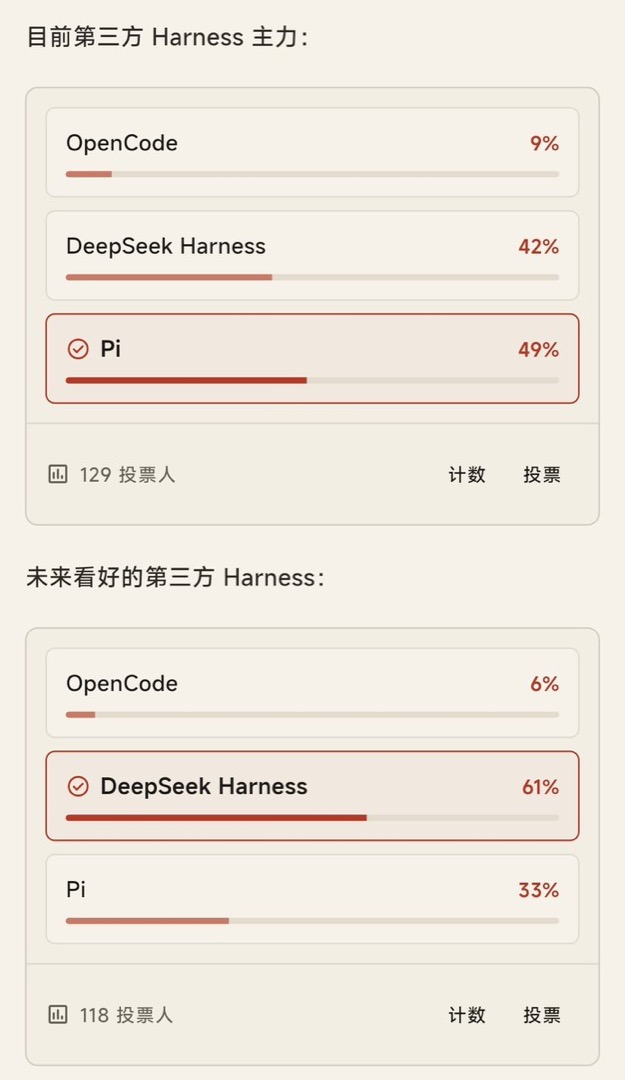 目前第三方 Harness 主力：
OpenCode 9%
DeepSeek Harness 42%
Pi 49%
129 投票人 计数 投票
未来看好的第三方 Harness：
OpenCode 6%
DeepSeek Harness 61%
Pi 33%
118 投票人 计数 投票